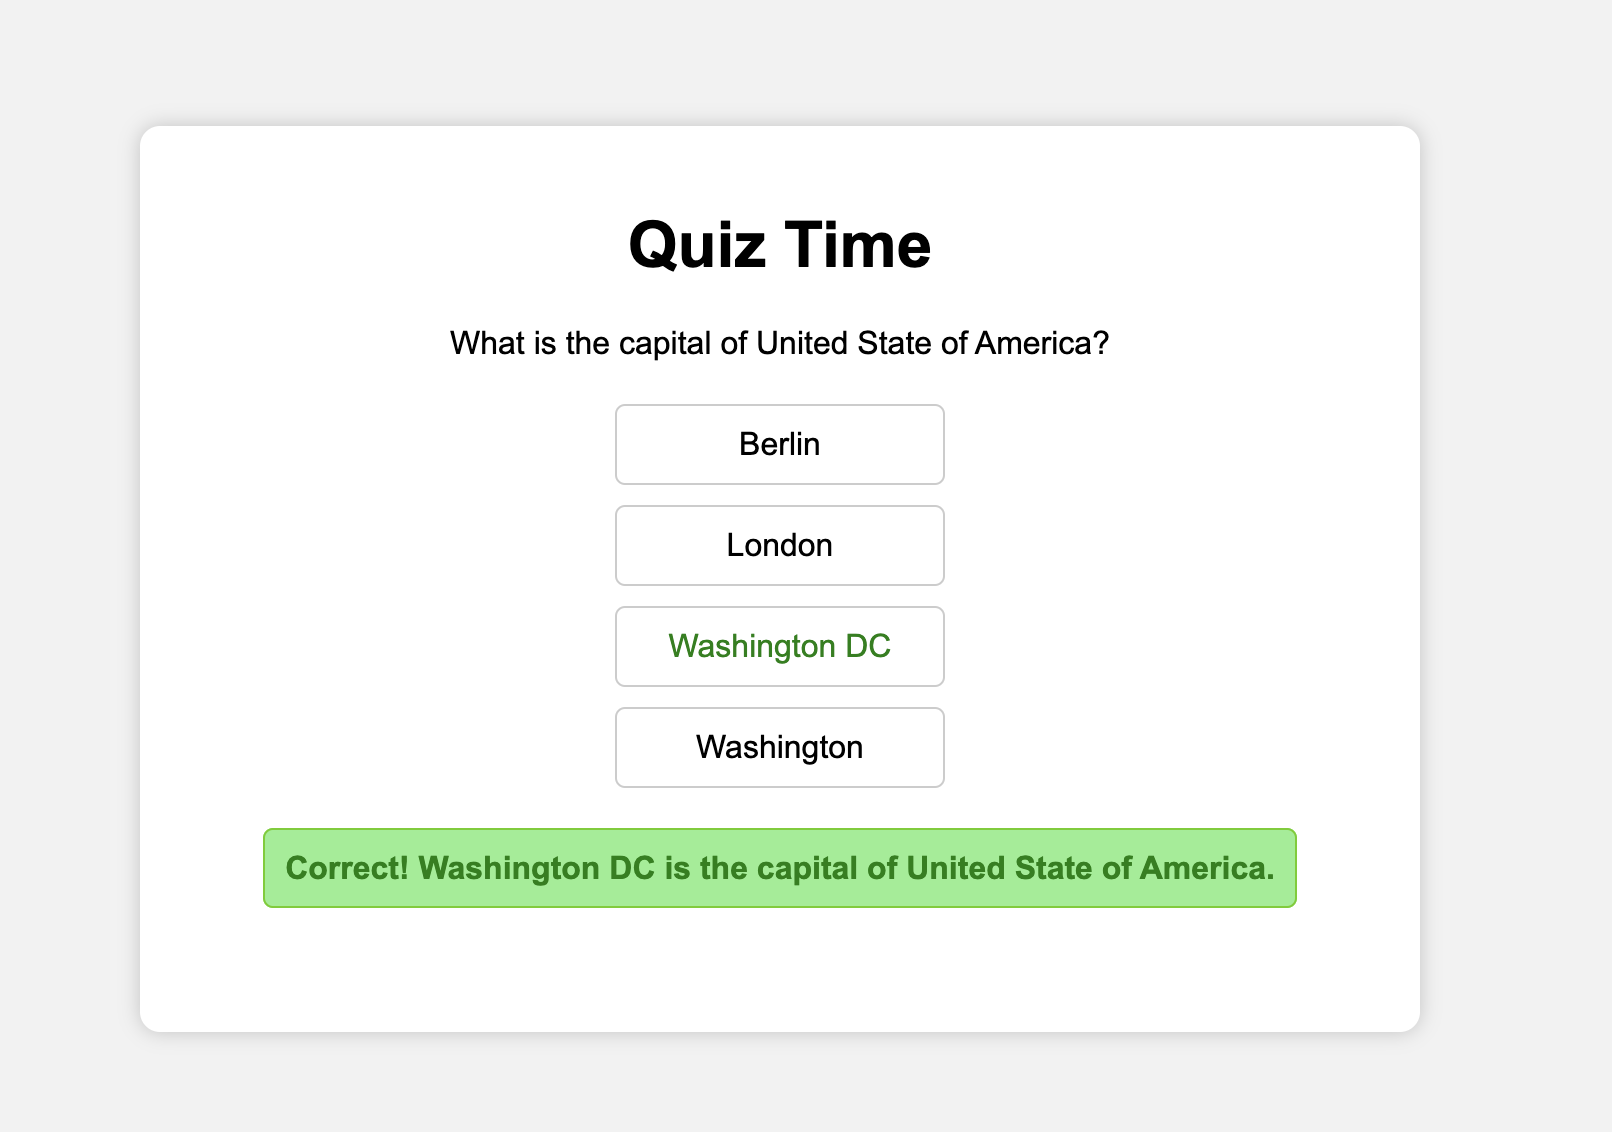 Quiz Time
What is the capital of United State of America?
Berlin
London
Washington DC
Washington
Correct! Washington DC is the capital of United State of America.